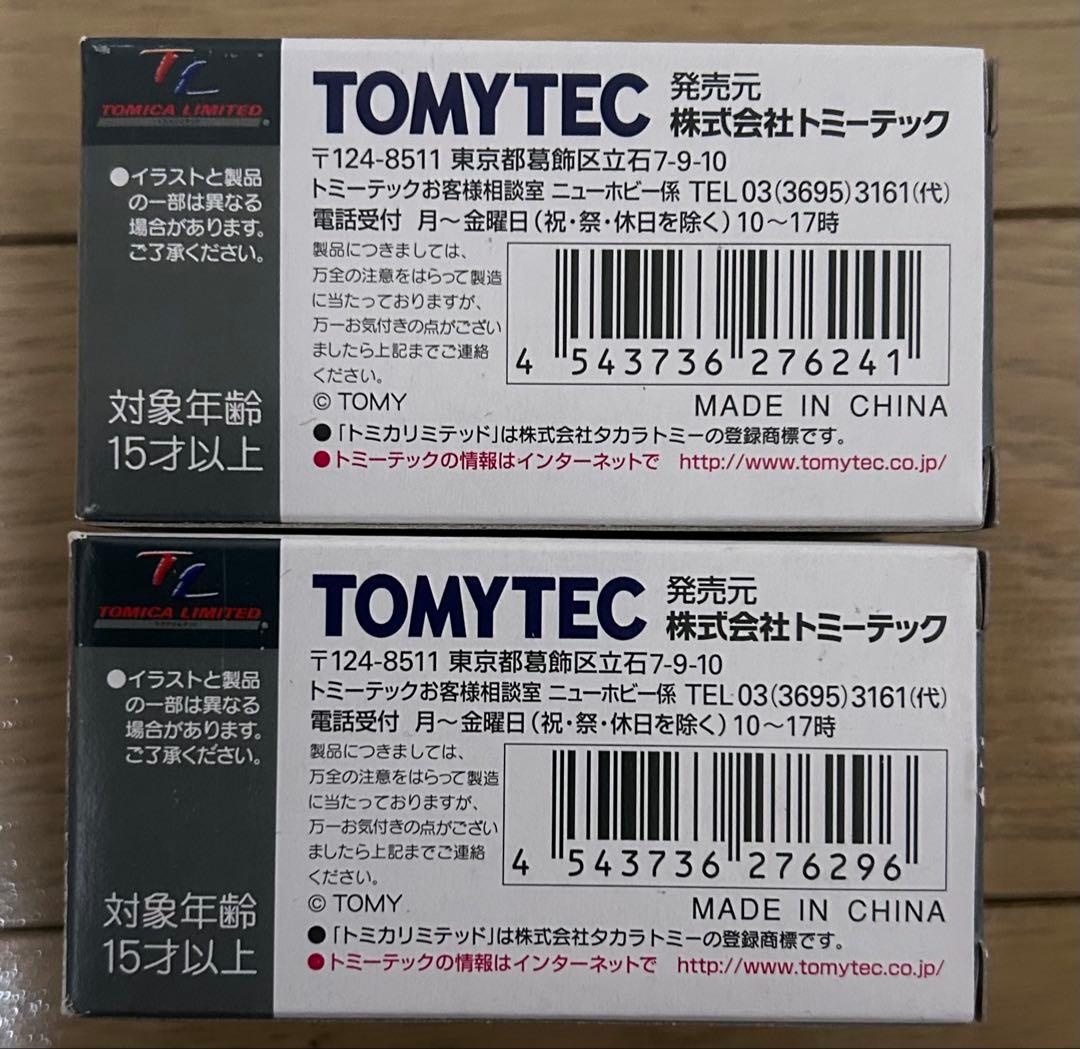 TL
TOMICA LIMITED
●イラストと製品
の一部は異なる
場合があります。
ご了承ください。
対象年齢
15才以上
TOMYTEC 発売元
株式会社トミーテック
〒124-8511 東京都葛飾区立石7-9-10
トミーテックお客様相談室 ニューホビー係 TEL 03(3695)3161(代)
電話受付 月～金曜日(祝・祭・休日を除く)10～17時
製品につきましては、
万全の注意をはらって製造
に当たっておりますが、
万一お気付きの点がござい
ましたら上記までご連絡
ください。
4 543736 276241
© TOMY MADE IN CHINA
●「トミカリミテッド」は株式会社タカラトミーの登録商標です。
●トミーテックの情報はインターネットで http://www.tomytec.co.jp/
TL
TOMICA LIMITED
●イラストと製品
の一部は異なる
場合があります。
ご了承ください。
対象年齢
15才以上
TOMYTEC 発売元
株式会社トミーテック
〒124-8511 東京都葛飾区立石7-9-10
トミーテックお客様相談室 ニューホビー係 TEL 03(3695)3161(代)
電話受付 月～金曜日(祝・祭・休日を除く)10～17時
製品につきましては、
万全の注意をはらって製造
に当たっておりますが、
万一お気付きの点がござい
ましたら上記までご連絡
ください。
4 543736 276296
© TOMY MADE IN CHINA
●「トミカリミテッド」は株式会社タカラトミーの登録商標です。
●トミーテックの情報はインターネットで http://www.tomytec.co.jp/